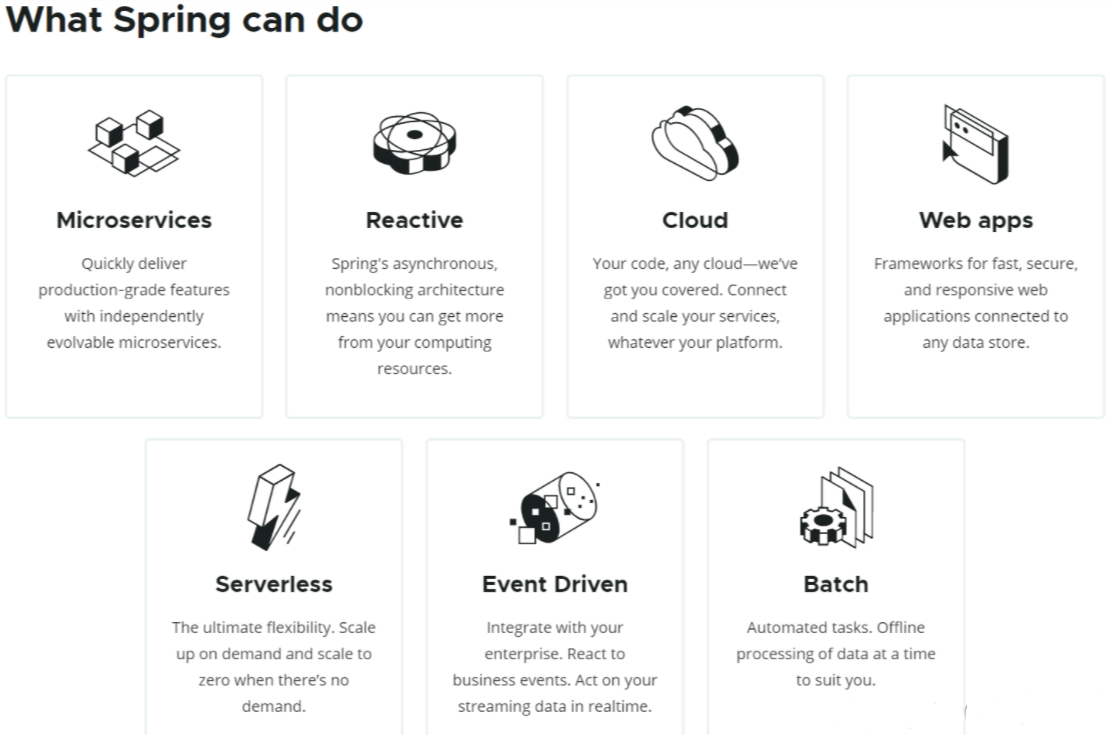 What Spring can do
Microservices
Quickly deliver
production-grade features
with independently
evolvable microservices.
Reactive
Spring's asynchronous,
nonblocking architecture
means you can get more
from your computing
resources.
Cloud
Your code, any cloud—we've
got you covered. Connect
and scale your services,
whatever your platform.
Web apps
Frameworks for fast, secure,
and responsive web
applications connected to
any data store.
Serverless
The ultimate flexibility. Scale
up on demand and scale to
zero when there's no
demand.
Event Driven
Integrate with your
enterprise. React to
business events. Act on your
streaming data in realtime.
Batch
Automated tasks. Offline
processing of data at a time
to suit you.